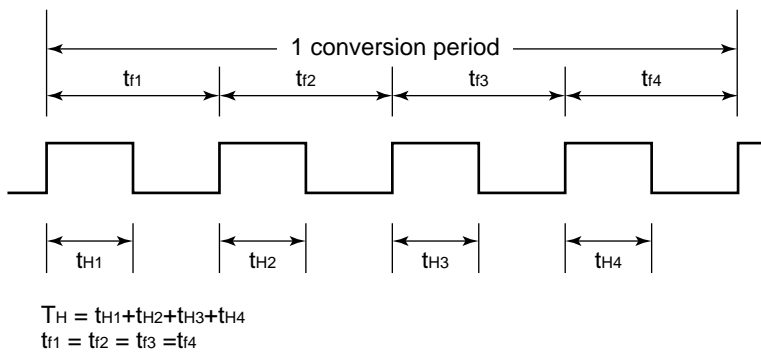 1 conversion period
tf1 tf2 tf3 tf4
tH1 tH2 tH3 tH4
TH = tH1+tH2+tH3+tH4
tf1 = tf2 = tf3 =tf4